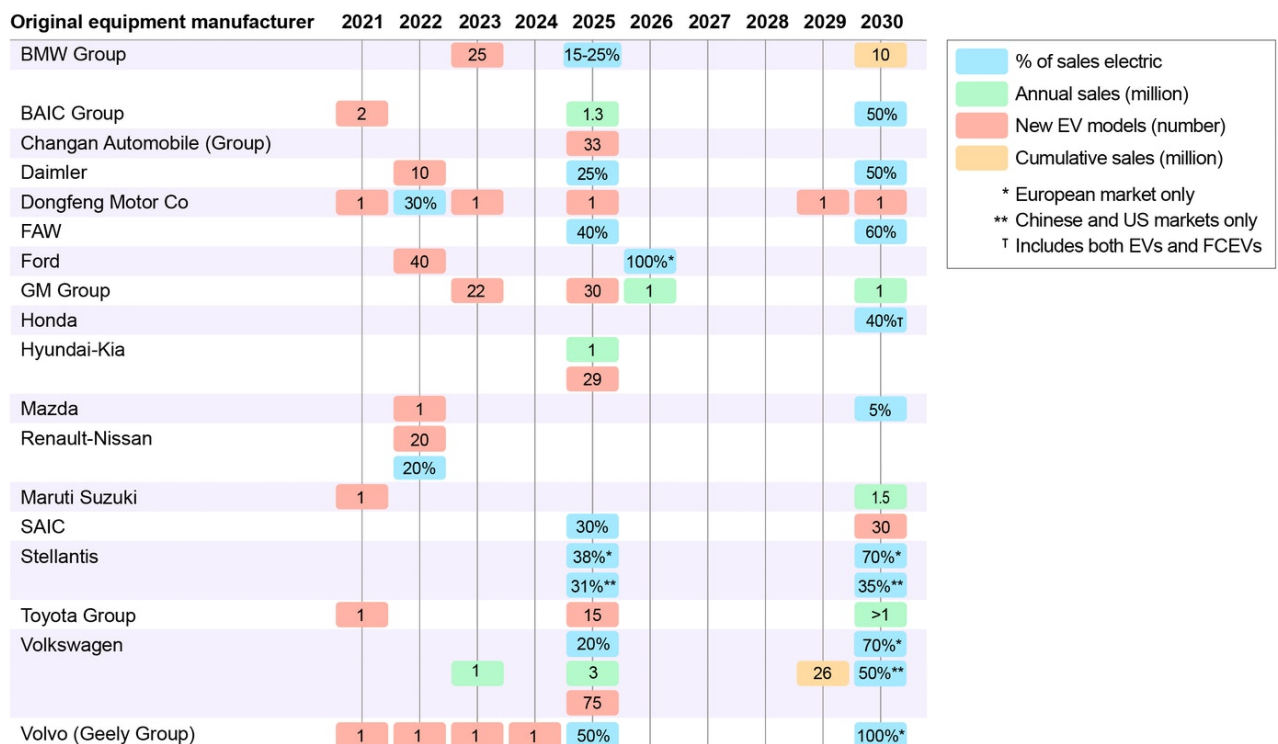 Original equipment manufacturer 2021 2022 2023 2024 2025 2026 2027 2028 2029 2030
BMW Group 25 15-25% 10
BAIC Group 2 1.3 50%
Changan Automobile (Group) 33
Daimler 10 25% 50%
Dongfeng Motor Co 1 30% 1 1 1 1
FAW 40% 60%
Ford 40 100%*
GM Group 22 30 1 1
Honda 40%T
Hyundai-Kia 1
29
Mazda 1 5%
Renault-Nissan 20
20%
Maruti Suzuki 1 1.5
SAIC 30% 30
Stellantis 38%* 70%*
31%** 35%**
Toyota Group 1 15 >1
Volkswagen 20% 70%*
1 3 26 50%**
75
Volvo (Geely Group) 1 1 1 1 50% 100%*
% of sales electric
Annual sales (million)
New EV models (number)
Cumulative sales (million)
* European market only
** Chinese and US markets only
T Includes both EVs and FCEVs